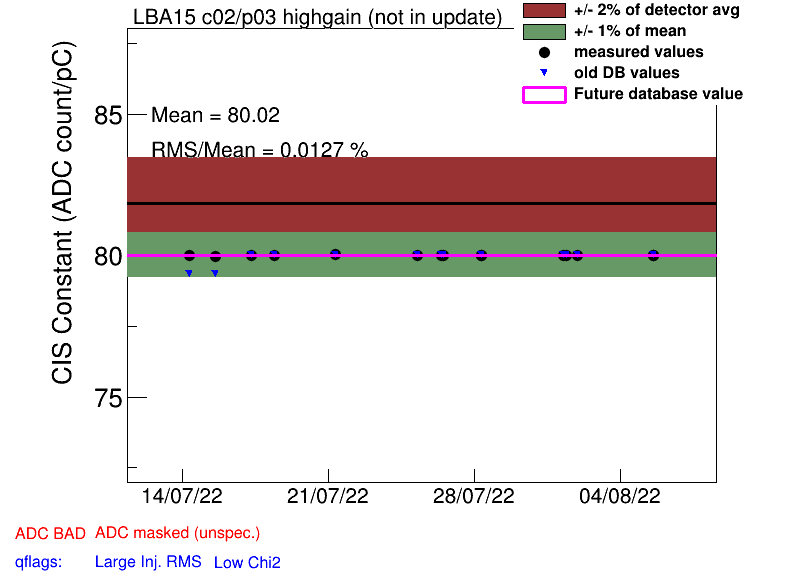 LBA15 c02/p03 highgain (not in update)
+/- 2% of detector avg
+/- 1% of mean
measured values
old DB values
Future database value
CIS Constant (ADC count/pC)
Mean = 80.02
RMS/Mean = 0.0127 %
85
80
75
14/07/22 21/07/22 28/07/22 04/08/22
ADC BAD ADC masked (unspec.)
qflags: Large Inj. RMS Low Chi2